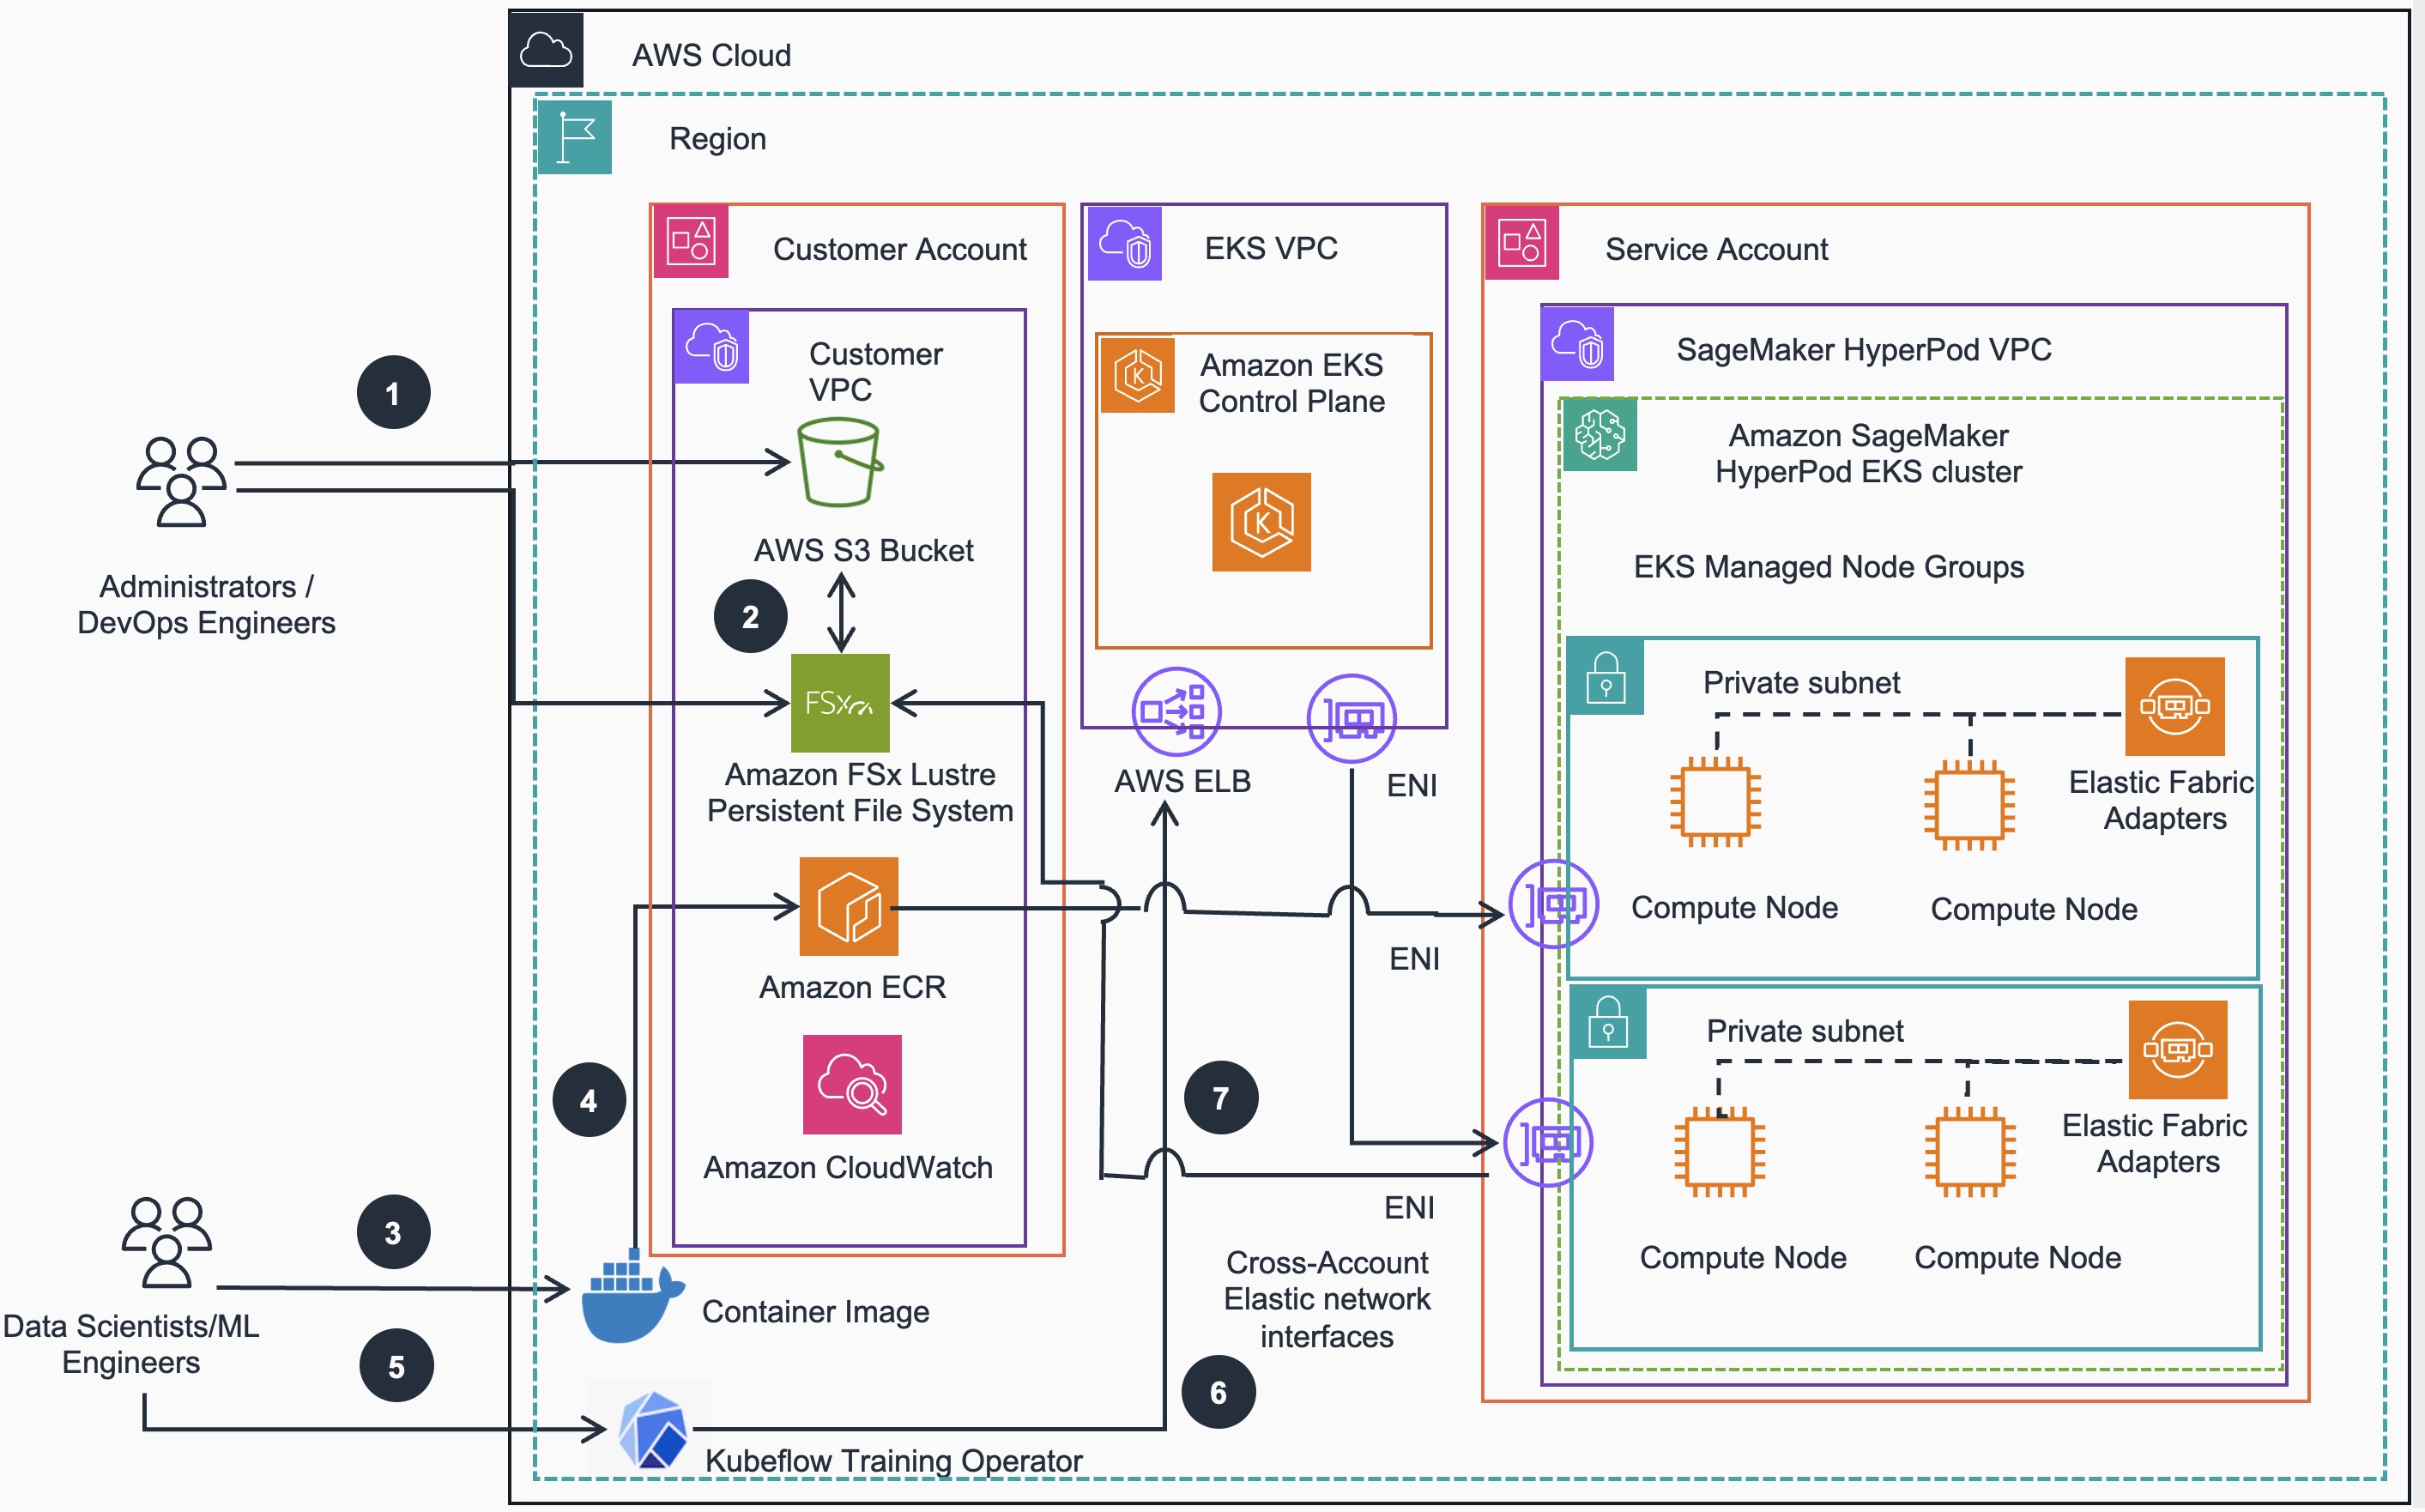 AWS Cloud
Region
Customer Account
EKS VPC
Service Account
Customer
VPC
Amazon EKS
Control Plane
SageMaker HyperPod VPC
1
Amazon SageMaker
HyperPod EKS cluster
AWS S3 Bucket
EKS Managed Node Groups
Administrators /
DevOps Engineers
2
K
K
FSx
Private subnet
Amazon FSx Lustre
Persistent File System
AWS ELB
ENI
Elastic Fabric
Adapters
Compute Node
Compute Node
ENI
Amazon ECR
Private subnet
4
7
Amazon CloudWatch
Elastic Fabric
Adapters
3
ENI
Compute Node
Compute Node
Cross-Account
Elastic network
interfaces
Container Image
Data Scientists/ML
Engineers
5
6
Kubeflow Training Operator